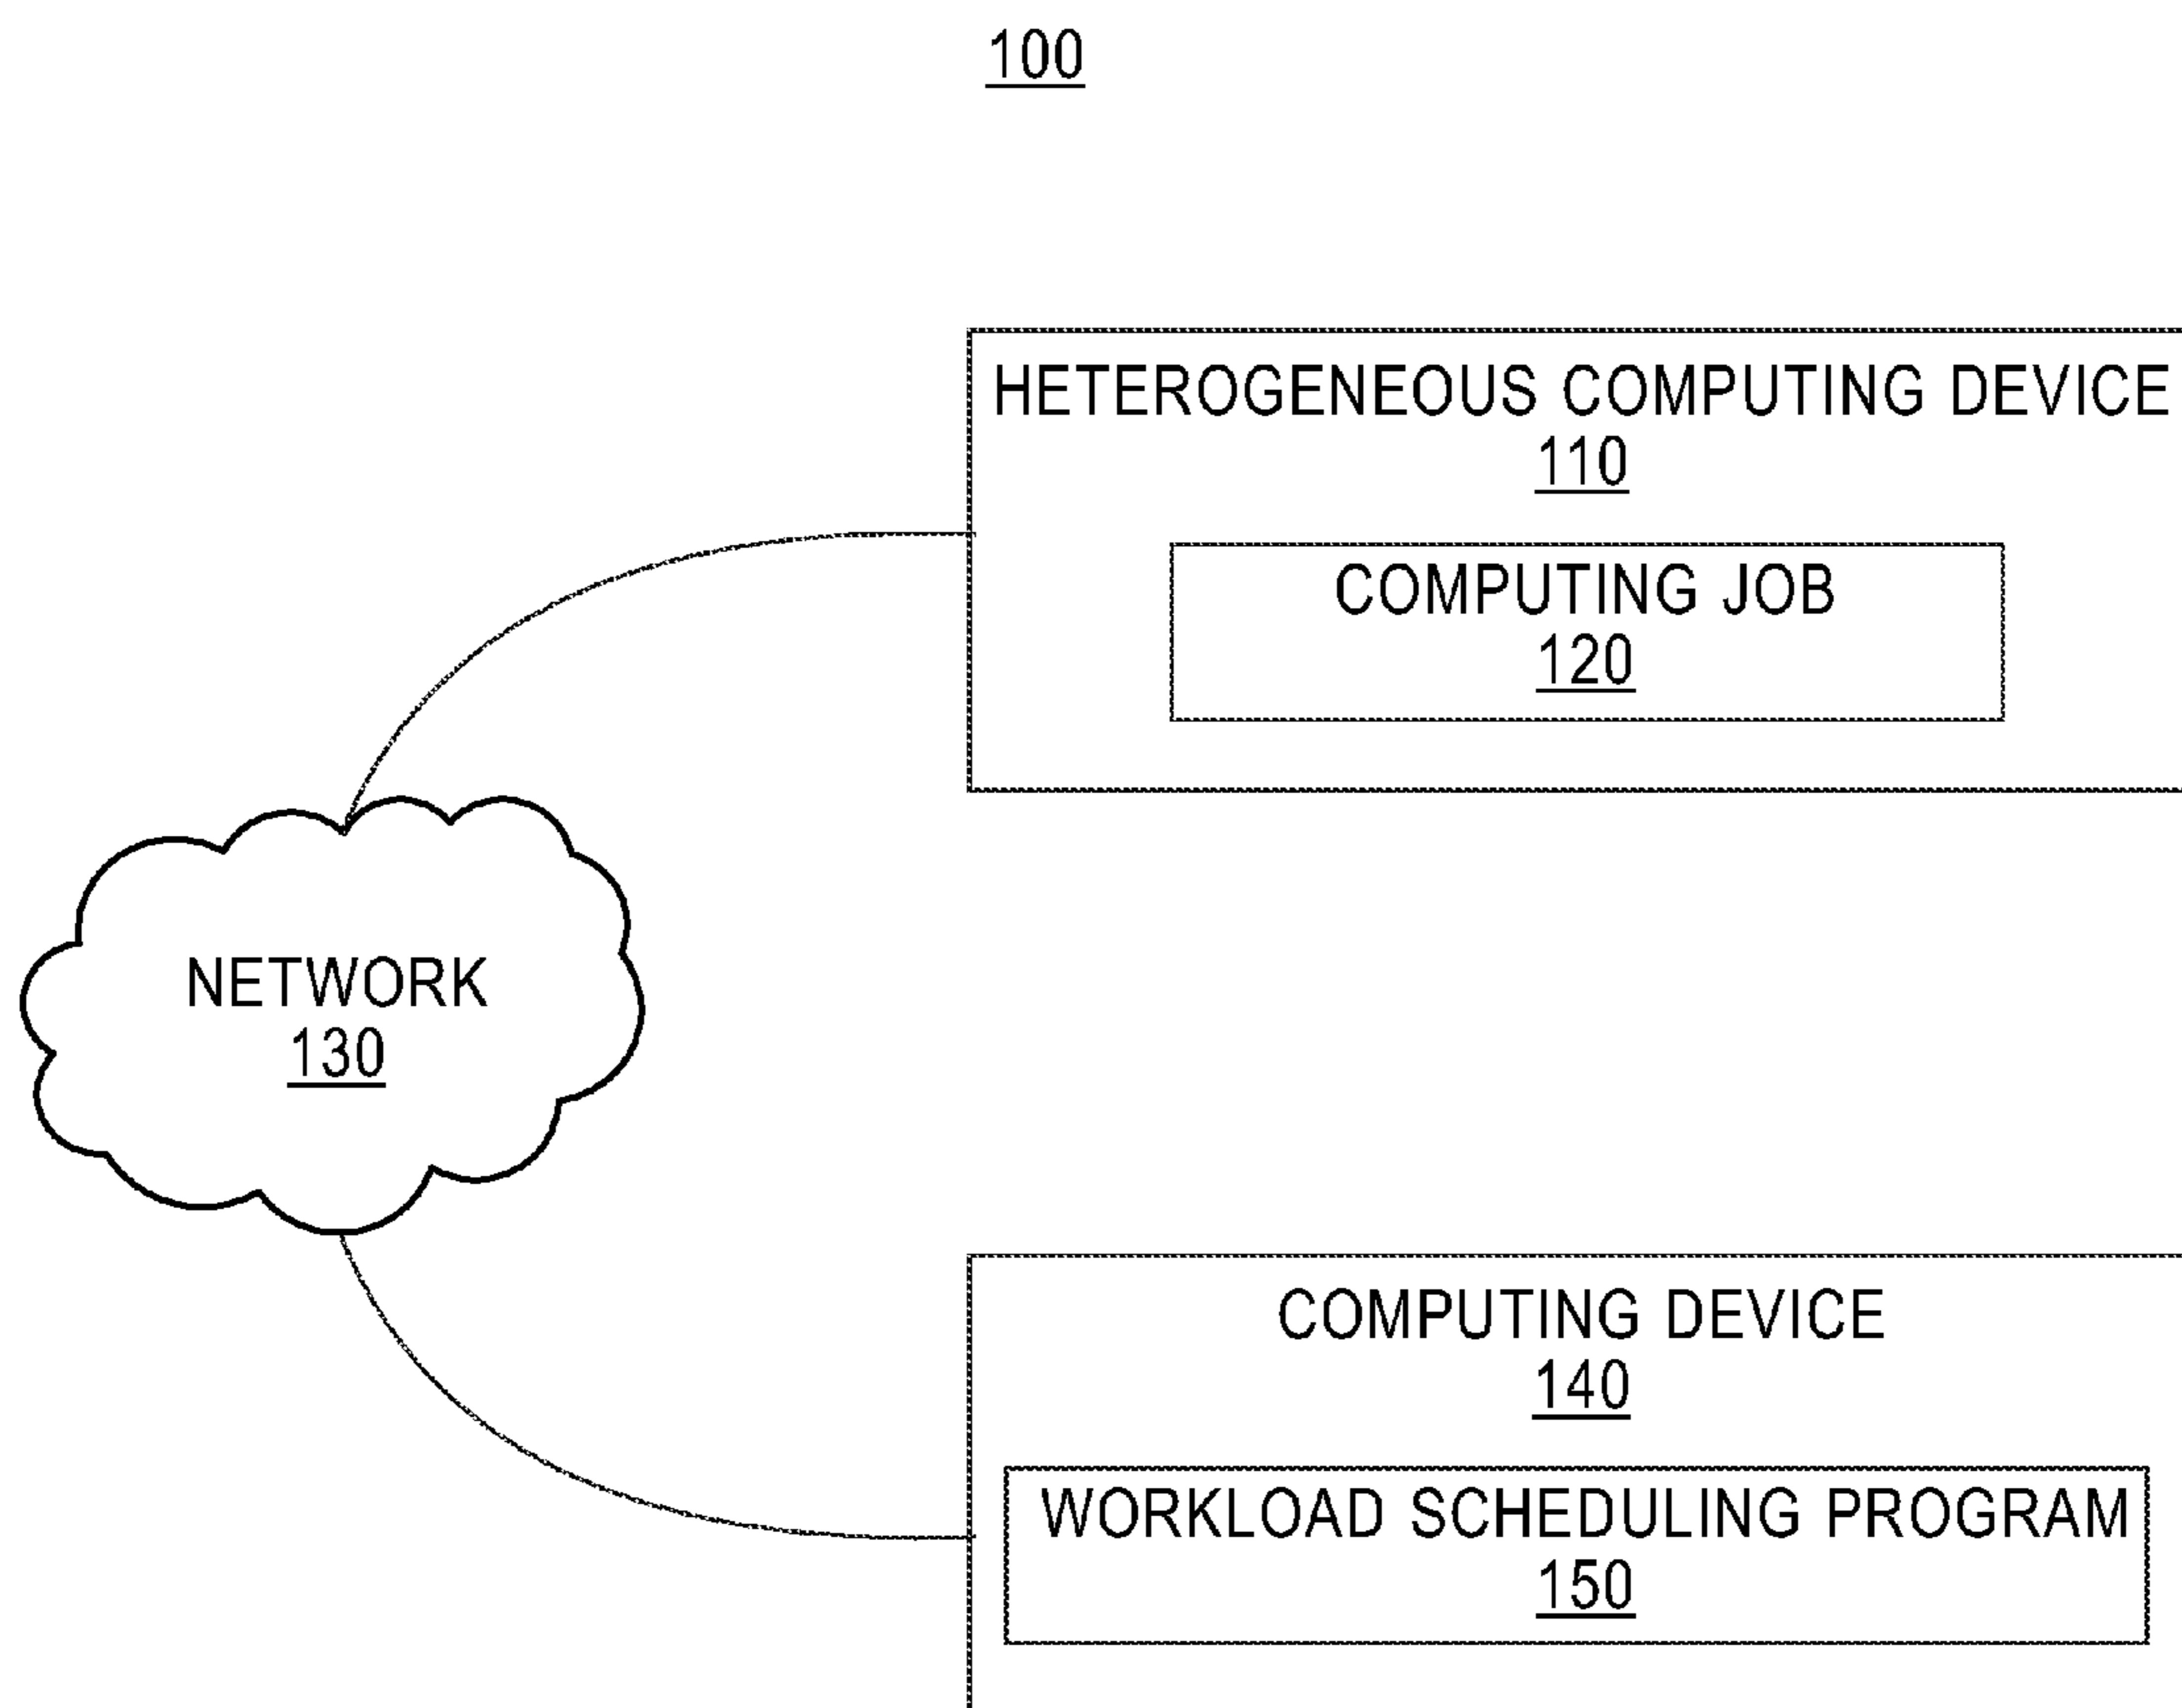 100
HETEROGENEOUS COMPUTING DEVICE
110
COMPUTING JOB
120
NETWORK
130
COMPUTING DEVICE
140
WORKLOAD SCHEDULING PROGRAM
150